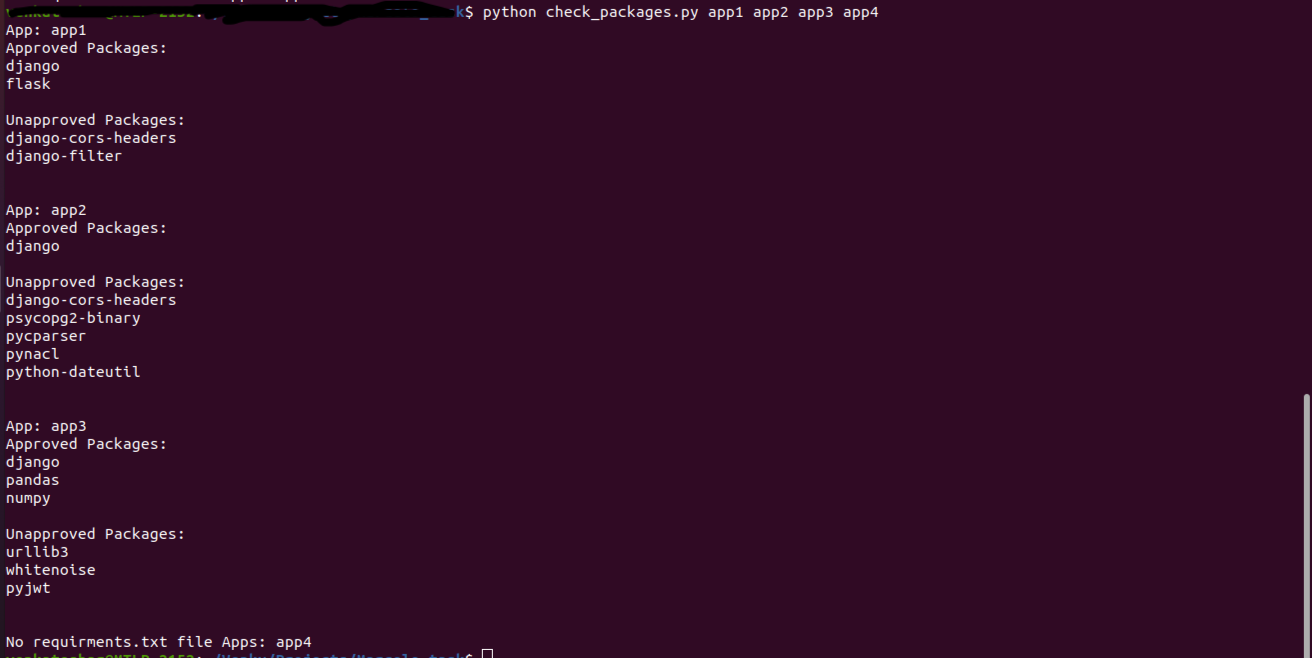 $ python check_packages.py app1 app2 app3 app4
App: app1
Approved Packages:
django
flask
Unapproved Packages:
django-cors-headers
django-filter
App: app2
Approved Packages:
django
Unapproved Packages:
django-cors-headers
psycopg2-binary
pycparser
pynacl
python-dateutil
App: app3
Approved Packages:
django
pandas
numpy
Unapproved Packages:
urllib3
whitenoise
pyjwt
No requirments.txt file Apps: app4